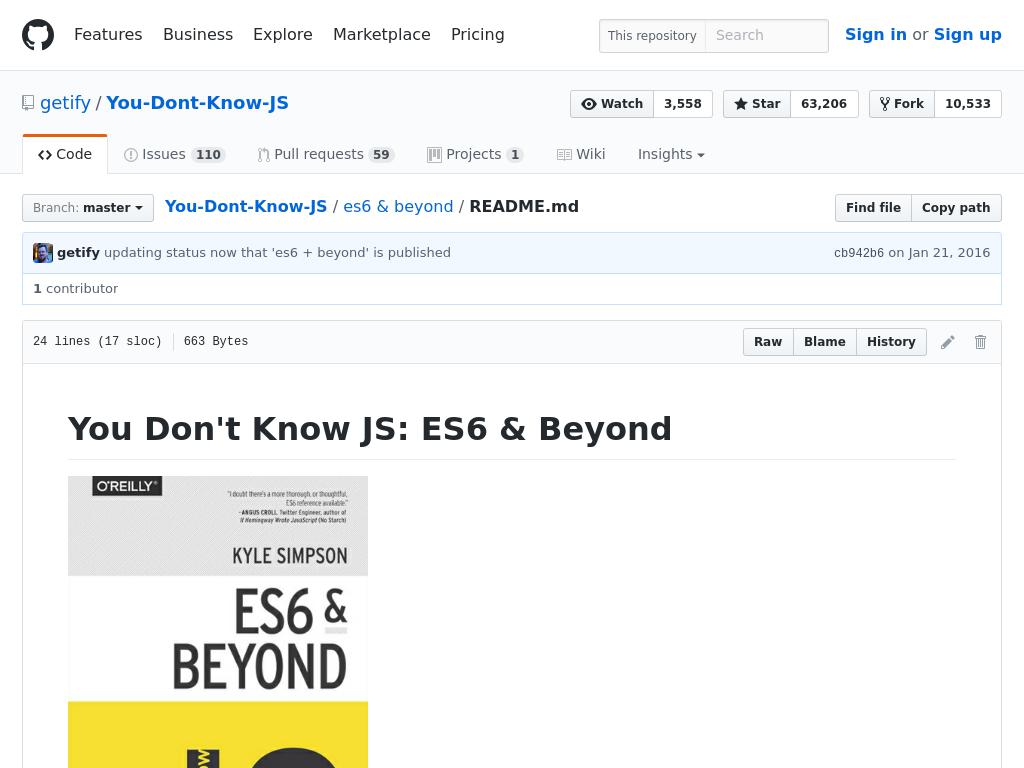 Features Business Explore Marketplace Pricing This repository Search Sign in or Sign up
getify / You-Dont-Know-JS Watch 3,558 Star 63,206 Fork 10,533
Code Issues 110 Pull requests 59 Projects 1 Wiki Insights
Branch: master You-Dont-Know-JS / es6 & beyond / README.md Find file Copy path
getify updating status now that 'es6 + beyond' is published cb942b6 on Jan 21, 2016
1 contributor
24 lines (17 sloc) 663 Bytes Raw Blame History
You Don't Know JS: ES6 & Beyond
O'REILLY®
"I doubt there's a more thorough, or thoughtful,
ES6 reference available."
–ANGUS CROLL, Twitter Engineer, author of
If Hemingway Wrote JavaScript (No Starch)
KYLE SIMPSON
ES6 &
BEYOND